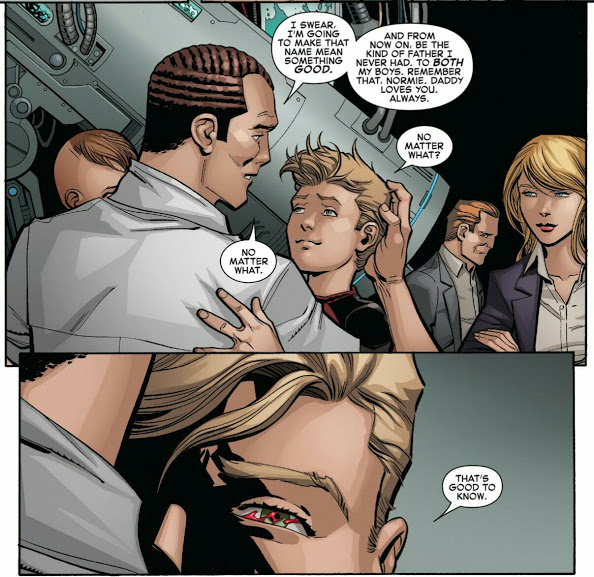 I SWEAR,
I'M GOING
TO MAKE THAT
NAME MEAN
SOMETHING
GOOD.
AND FROM
NOW ON, BE THE
KIND OF FATHER I
NEVER HAD. TO BOTH
MY BOYS. REMEMBER
THAT, NORMIE. DADDY
LOVES YOU.
ALWAYS.
NO
MATTER
WHAT?
NO
MATTER
WHAT.
THAT'S
GOOD TO
KNOW.